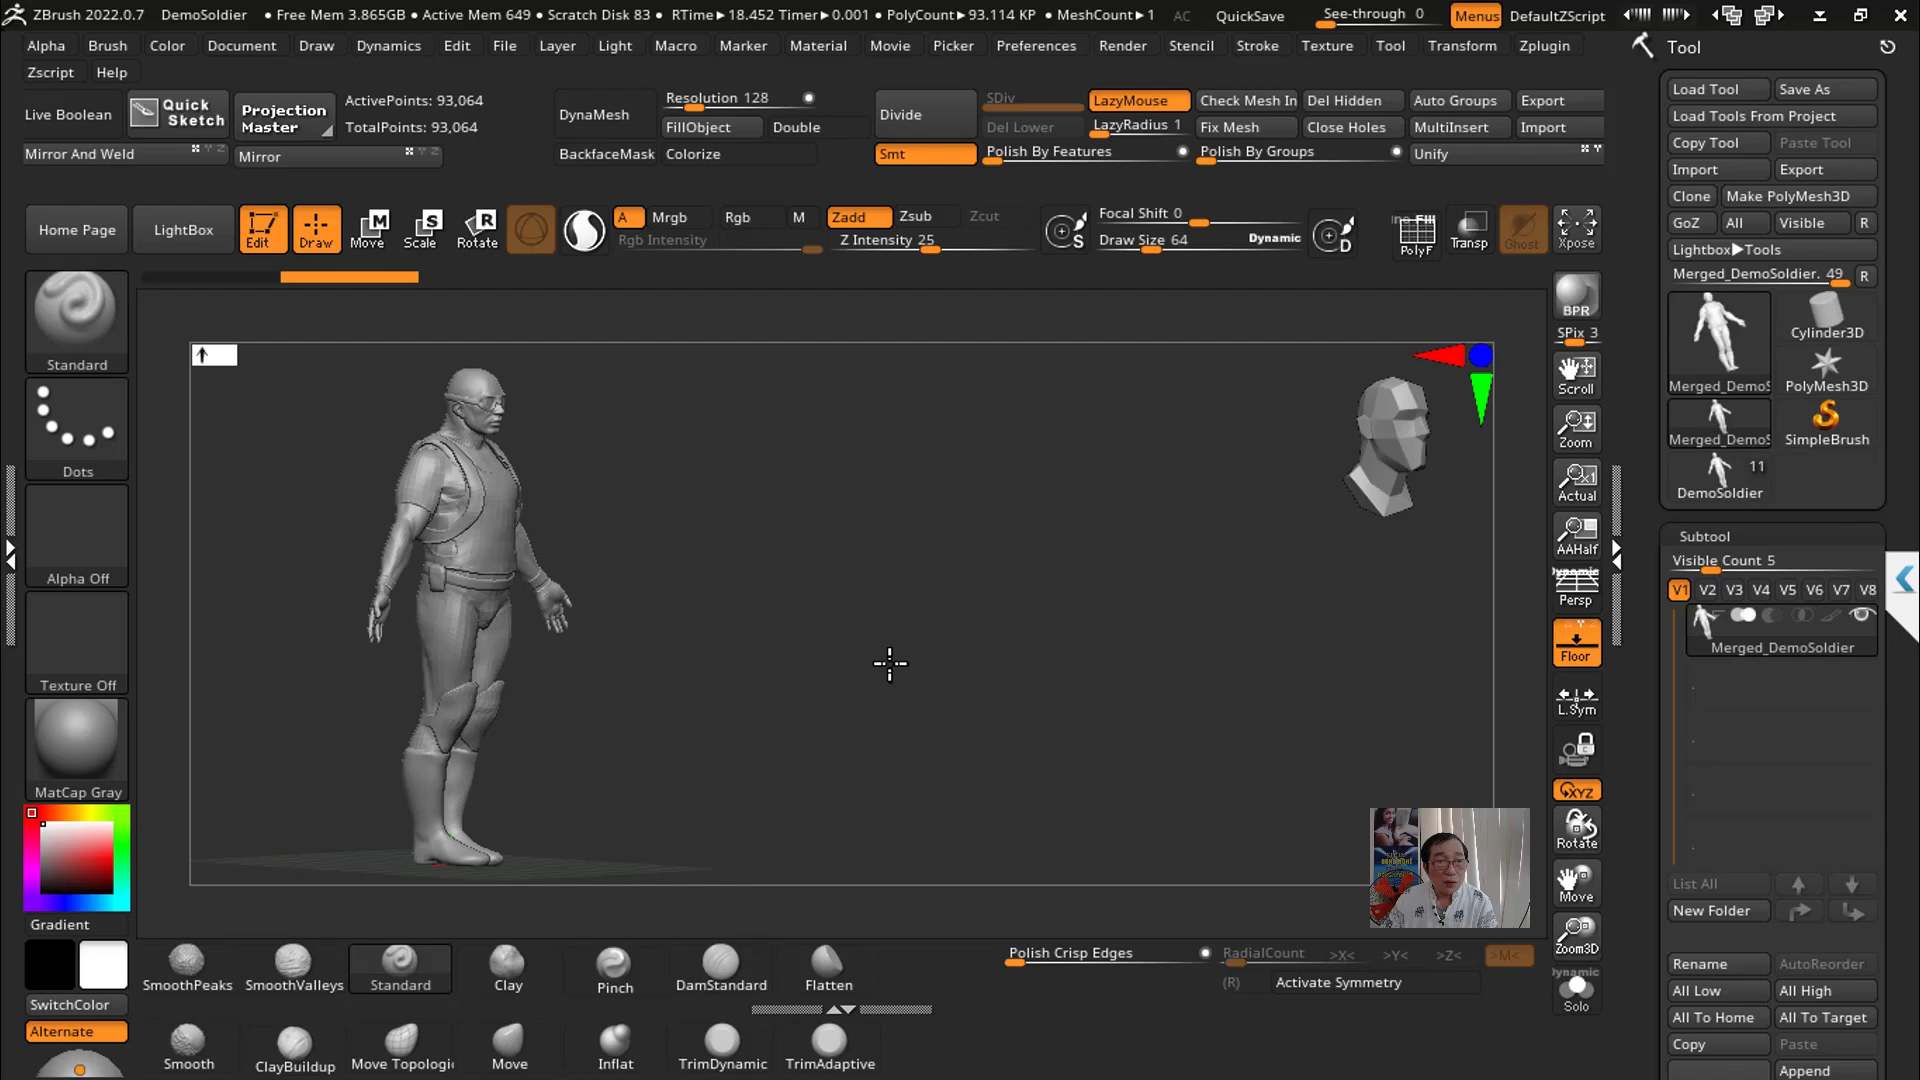 ZBrush 2022.0.7 DemoSoldier • Free Mem 3.865GB • Active Mem 649 • Scratch Disk 83 • RTime▶18.452 Timer▶0.001 • PolyCount▶93.114 KP • MeshCount▶1 AC QuickSave See-through 0 Menus DefaultZScript
Alpha Brush Color Document Draw Dynamics Edit File Layer Light Macro Marker Material Movie Picker Preferences Render Stencil Stroke Texture Tool Transform Zplugin
Zscript Help
Tool
Live Boolean
Quick Sketch
Projection Master
ActivePoints: 93,064
TotalPoints: 93,064
Mirror And Weld
Mirror
DynaMesh
Resolution 128
FillObject Double
BackfaceMask Colorize
Divide
Smt
SDiv
Del Lower
LazyMouse
LazyRadius 1
Polish By Features
Check Mesh In Del Hidden Auto Groups Export
Fix Mesh Close Holes MultiInsert Import
Polish By Groups
Unify
Home Page LightBox Edit Draw Move Scale Rotate
A Mrgb Rgb M
Rgb Intensity
Zadd Zsub Zcut
Z Intensity 25
S
Focal Shift 0
Draw Size 64 Dynamic
D
PolyF Transp Ghost Xpose
Standard
Dots
Alpha Off
Texture Off
MatCap Gray
Gradient
SwitchColor
Alternate
BPR
SPix 3
Scroll
Zoom
Actual
AAHalf
Dynamic
Persp
Floor
L.Sym
XYZ
Rotate
Move
Zoom3D
Dynamic
Solo
Load Tool Save As
Load Tools From Project
Copy Tool Paste Tool
Import Export
Clone Make PolyMesh3D
GoZ All Visible R
Lightbox▶Tools
Merged_DemoSoldier. 49 R
Merged_DemoS
Cylinder3D
PolyMesh3D
Merged_DemoS
SimpleBrush
11
DemoSoldier
Subtool
Visible Count 5
V1 V2 V3 V4 V5 V6 V7 V8
Merged_DemoSoldier
List All
New Folder
Rename AutoReorder
All Low All High
All To Home All To Target
Copy Paste
Append
SmoothPeaks SmoothValleys Standard Clay Pinch DamStandard Flatten
Smooth ClayBuildup Move Topologi Move Inflat TrimDynamic TrimAdaptive
Polish Crisp Edges
RadialCount >X< >Y< >Z< >M<
(R) Activate Symmetry